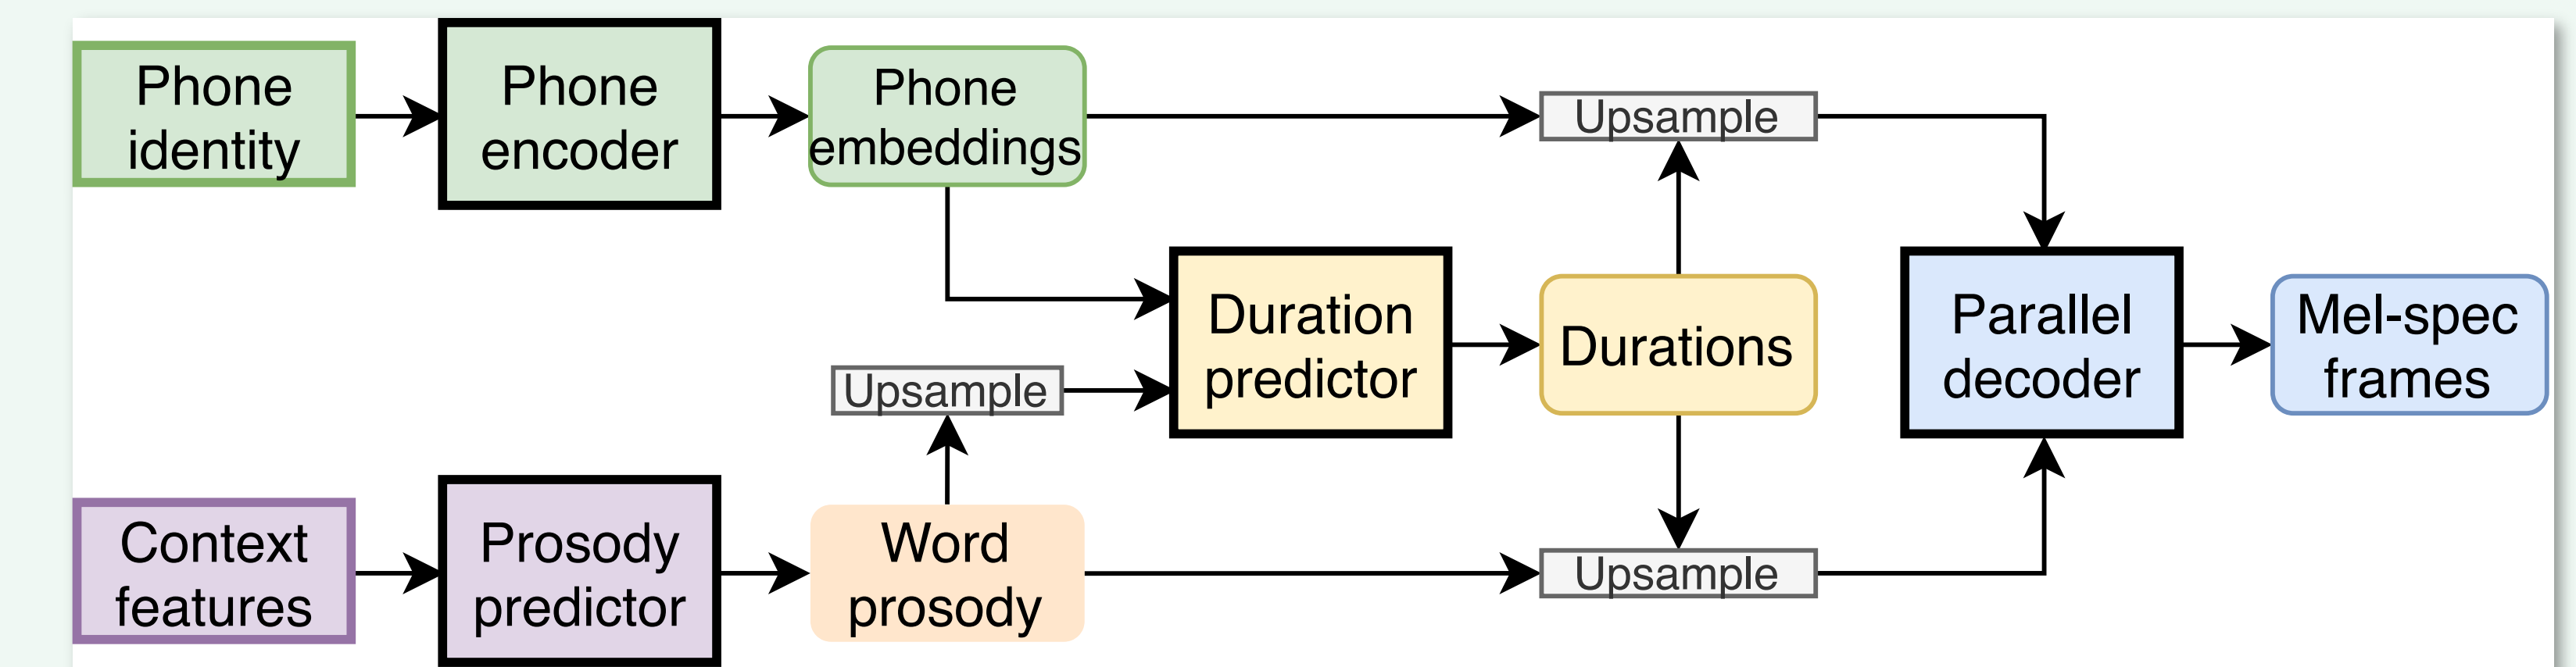 Phone
identity
Phone
encoder
Phone
embeddings
Upsample
Duration
predictor
Durations
Parallel
decoder
Mel-spec
frames
Upsample
Context
features
Prosody
predictor
Word
prosody
Upsample